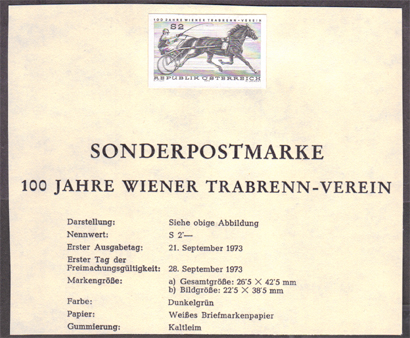 100 JAHRE WIENER TRABRENN-VEREIN
S2
REPUBLIK ÖSTERREICH
SONDERPOSTMARKE
100 JAHRE WIENER TRABRENN-VEREIN
Darstellung: Siehe obige Abbildung
Nennwert: S 2'—
Erster Ausgabetag: 21. September 1973
Erster Tag der
Freimachungsgültigkeit: 28. September 1973
Markengröße: a) Gesamtgröße: 26'5 × 42'5 mm
b) Bildgröße: 22'5 × 38'5 mm
Farbe: Dunkelgrün
Papier: Weißes Briefmarkenpapier
Gummierung: Kaltleim